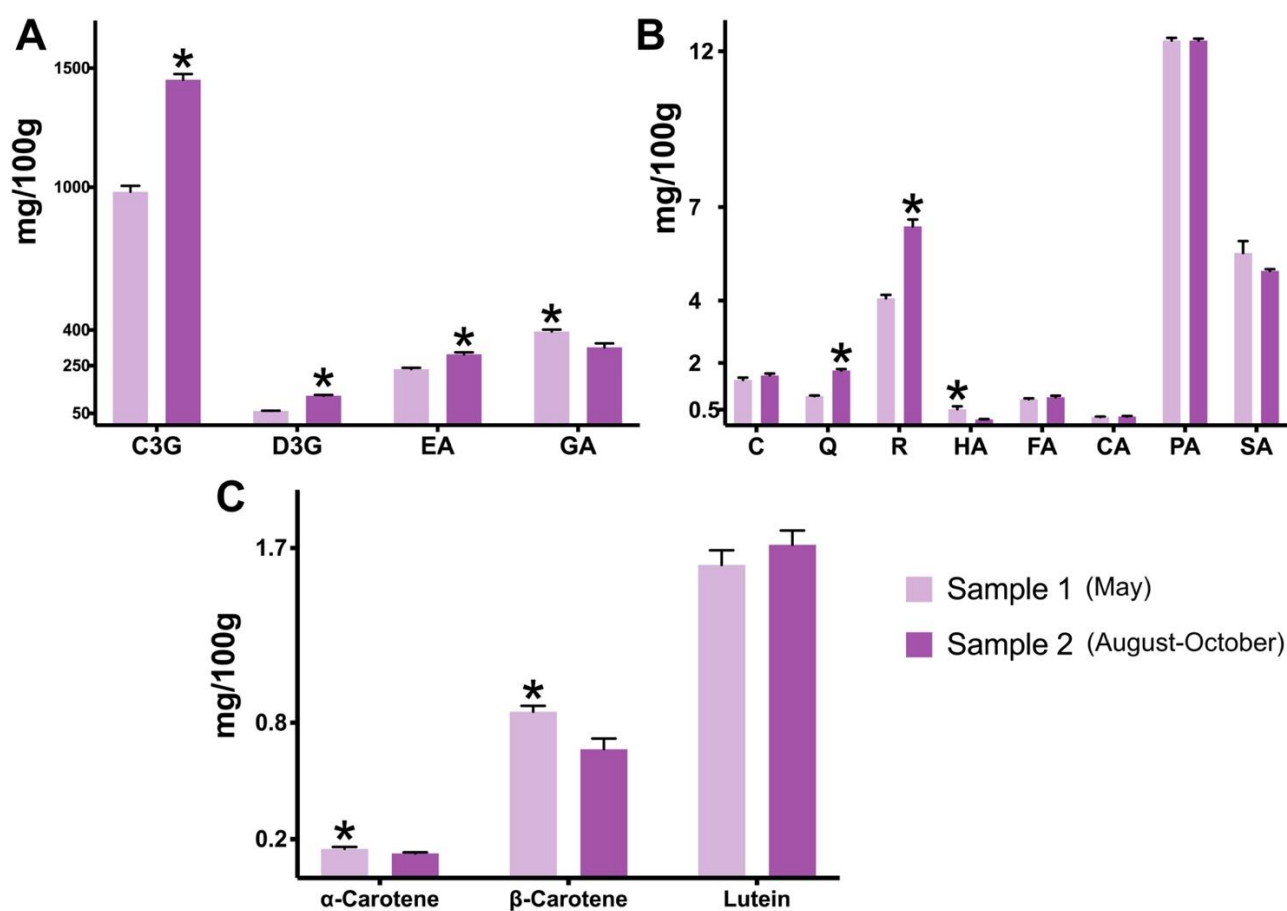 A
mg/100g
1500
1000
400
250
50
*
*
*
*
C3G D3G EA GA
B
mg/100g
12
7
4
2
0.5
*
*
*
C Q R HA FA CA PA SA
C
mg/100g
1.7
0.8
0.2
*
*
α-Carotene β-Carotene Lutein
Sample 1 (May)
Sample 2 (August-October)